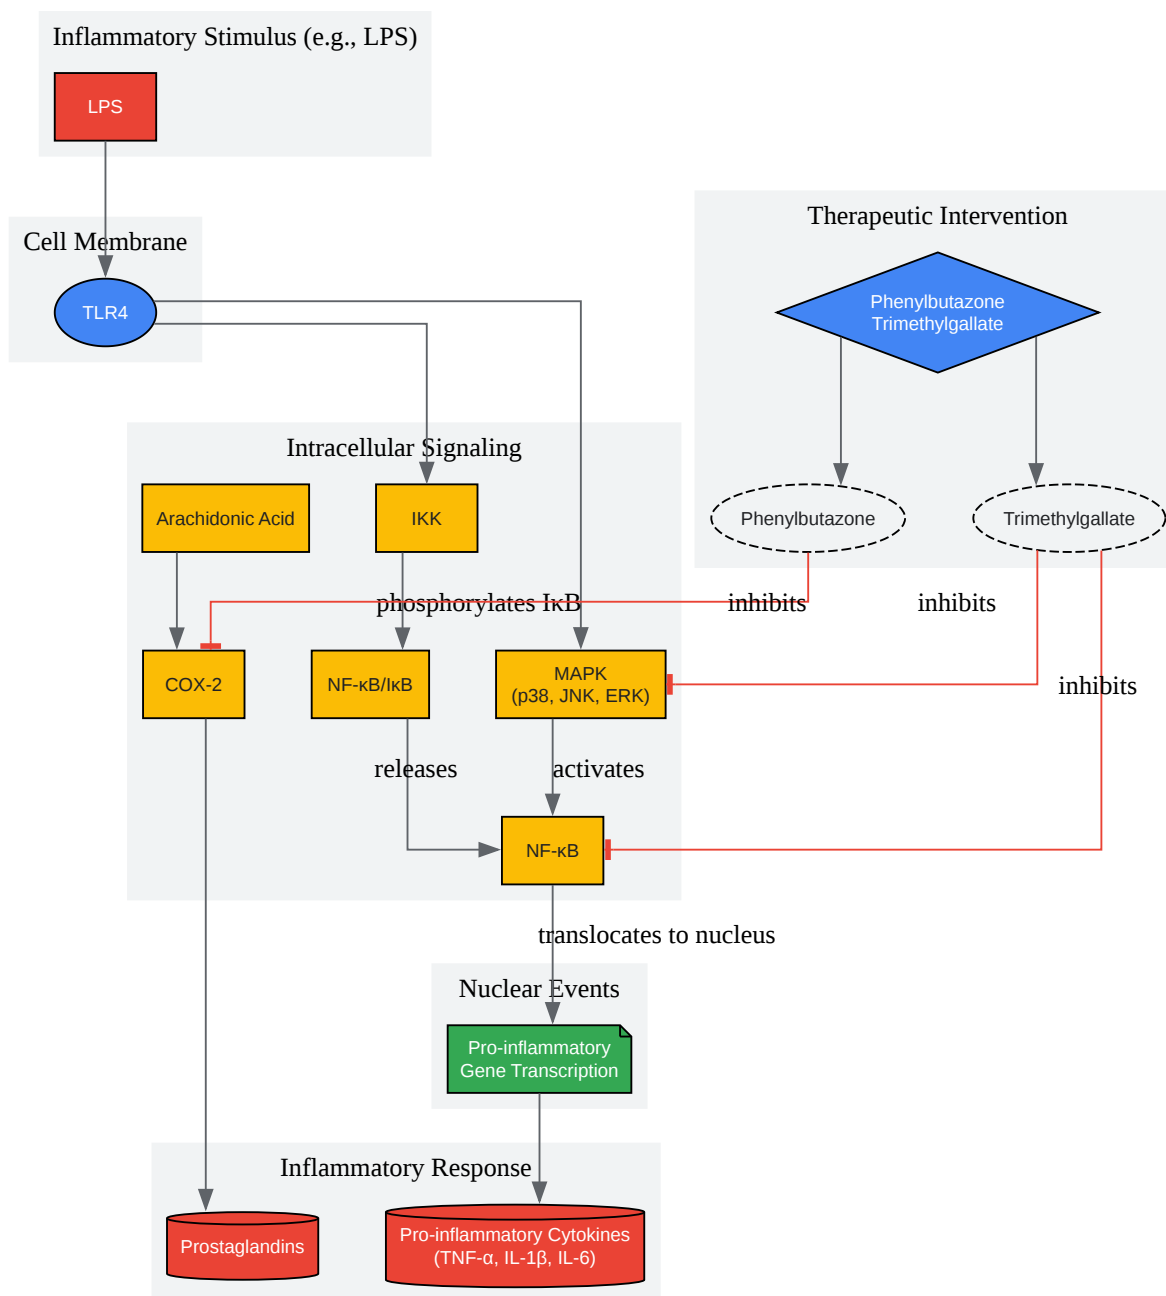 Inflammatory Stimulus (e.g., LPS)
LPS
Cell Membrane
TLR4
Therapeutic Intervention
Phenylbutazone
Trimethylgallate
Intracellular Signaling
Arachidonic Acid
IKK
Phenylbutazone
Trimethylgallate
phosphorylates IκB
inhibits
inhibits
COX-2
NF-κB/IκB
MAPK
(p38, JNK, ERK)
inhibits
releases
activates
NF-κB
translocates to nucleus
Nuclear Events
Pro-inflammatory
Gene Transcription
Inflammatory Response
Prostaglandins
Pro-inflammatory Cytokines
(TNF-α, IL-1β, IL-6)